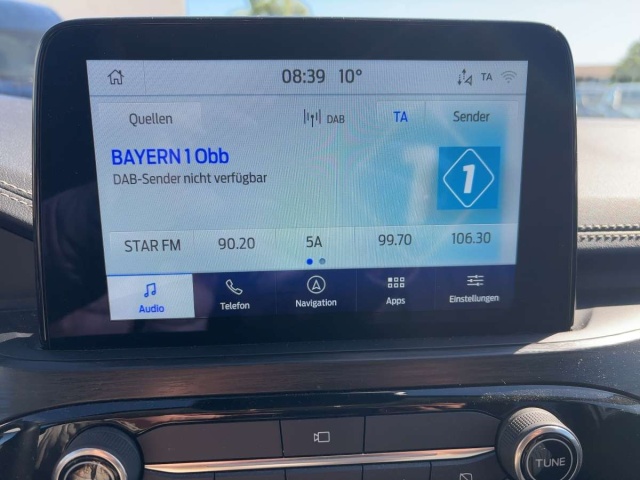 08:39 10° TA
Quellen DAB TA Sender
BAYERN 1 Obb
DAB-Sender nicht verfügbar
1
STAR FM 90.20 5A 99.70 106.30
Audio Telefon Navigation Apps Einstellungen
TUNE